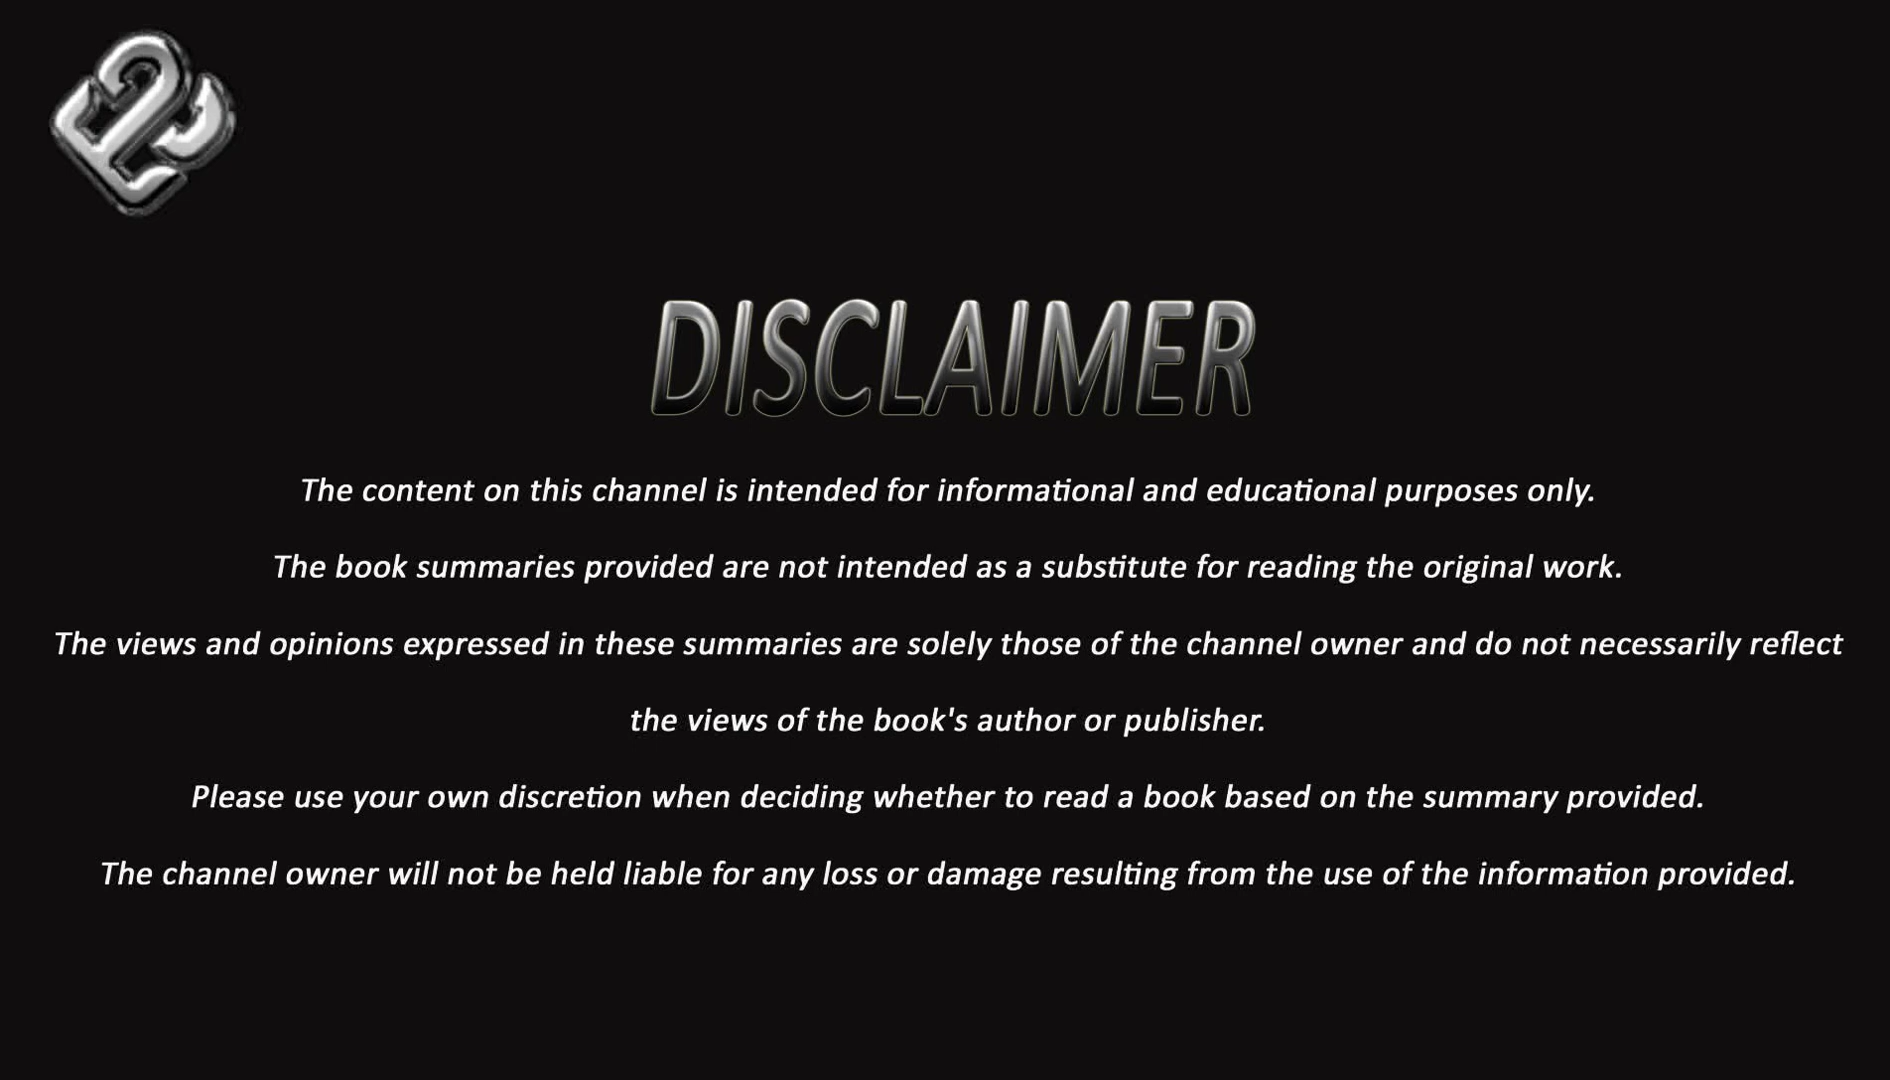 DISCLAIMER
The content on this channel is intended for informational and educational purposes only.
The book summaries provided are not intended as a substitute for reading the original work.
The views and opinions expressed in these summaries are solely those of the channel owner and do not necessarily reflect
the views of the book's author or publisher.
Please use your own discretion when deciding whether to read a book based on the summary provided.
The channel owner will not be held liable for any loss or damage resulting from the use of the information provided.